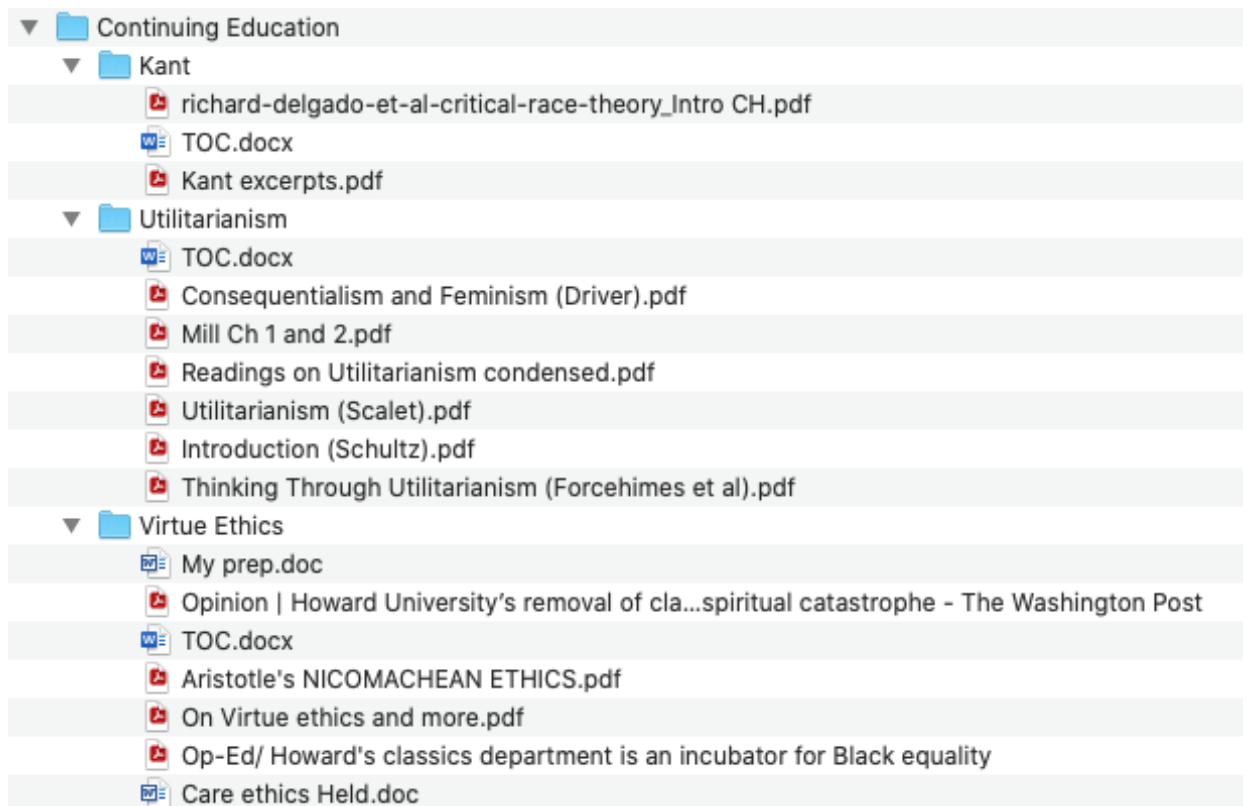 Continuing Education
Kant
richard-delgado-et-al-critical-race-theory_Intro CH.pdf
TOC.docx
Kant excerpts.pdf
Utilitarianism
TOC.docx
Consequentialism and Feminism (Driver).pdf
Mill Ch 1 and 2.pdf
Readings on Utilitarianism condensed.pdf
Utilitarianism (Scalet).pdf
Introduction (Schultz).pdf
Thinking Through Utilitarianism (Forcehimes et al).pdf
Virtue Ethics
My prep.doc
Opinion | Howard University’s removal of cla...spiritual catastrophe - The Washington Post
TOC.docx
Aristotle's NICOMACHEAN ETHICS.pdf
On Virtue ethics and more.pdf
Op-Ed/ Howard's classics department is an incubator for Black equality
Care ethics Held.doc